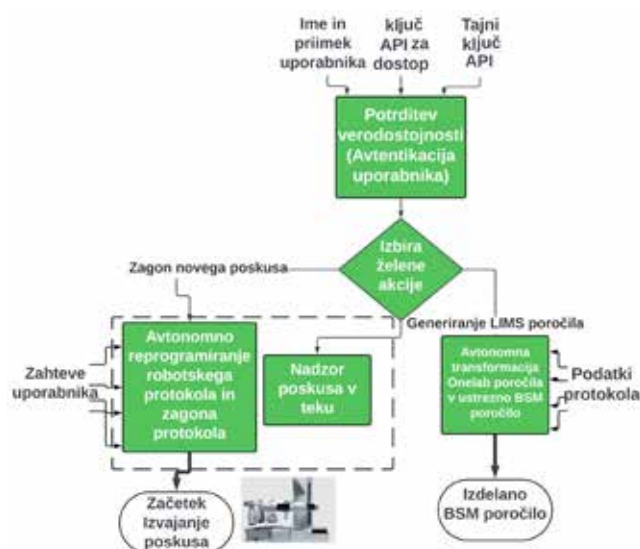 Ime in
priimek
uporabnika
ključ
API za
dostop
Tajni
ključ
API
Potrditev
verodostojnosti
(Avtentikacija
uporabnika)
Izbira
želene
akcije
Zagon novega poskusa
Generiranje LIMS poročila
Zahteve
uporabnika
Avtonomno
reprogramiranje
robotskega
protokola in
zagona
protokola
Nadzor
poskusa v
teku
Avtonomna
transformacija
Onelab poročila
v ustrezno BSM
poročilo
Podatki
protokola
Začetek
Izvajanje
poskusa
Izdelano
BSM poročilo